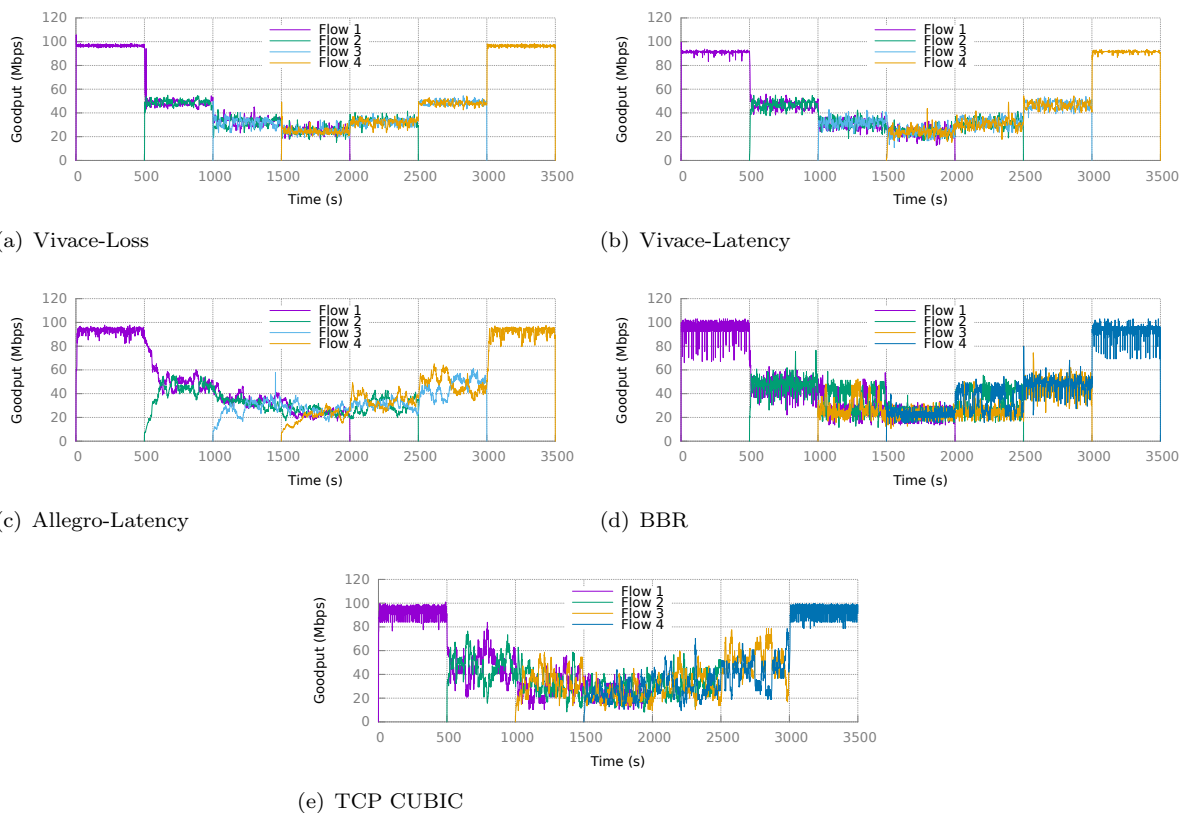 Goodput (Mbps)
120
100
80
60
40
20
0
Flow 1
Flow 2
Flow 3
Flow 4
0 500 1000 1500 2000 2500 3000 3500
Time (s)
(a) Vivace-Loss
Goodput (Mbps)
120
100
80
60
40
20
0
Flow 1
Flow 2
Flow 3
Flow 4
0 500 1000 1500 2000 2500 3000 3500
Time (s)
(b) Vivace-Latency
Goodput (Mbps)
120
100
80
60
40
20
0
Flow 1
Flow 2
Flow 3
Flow 4
0 500 1000 1500 2000 2500 3000 3500
Time (s)
(c) Allegro-Latency
Goodput (Mbps)
120
100
80
60
40
20
0
Flow 1
Flow 2
Flow 3
Flow 4
0 500 1000 1500 2000 2500 3000 3500
Time (s)
(d) BBR
Goodput (Mbps)
120
100
80
60
40
20
0
Flow 1
Flow 2
Flow 3
Flow 4
0 500 1000 1500 2000 2500 3000 3500
Time (s)
(e) TCP CUBIC